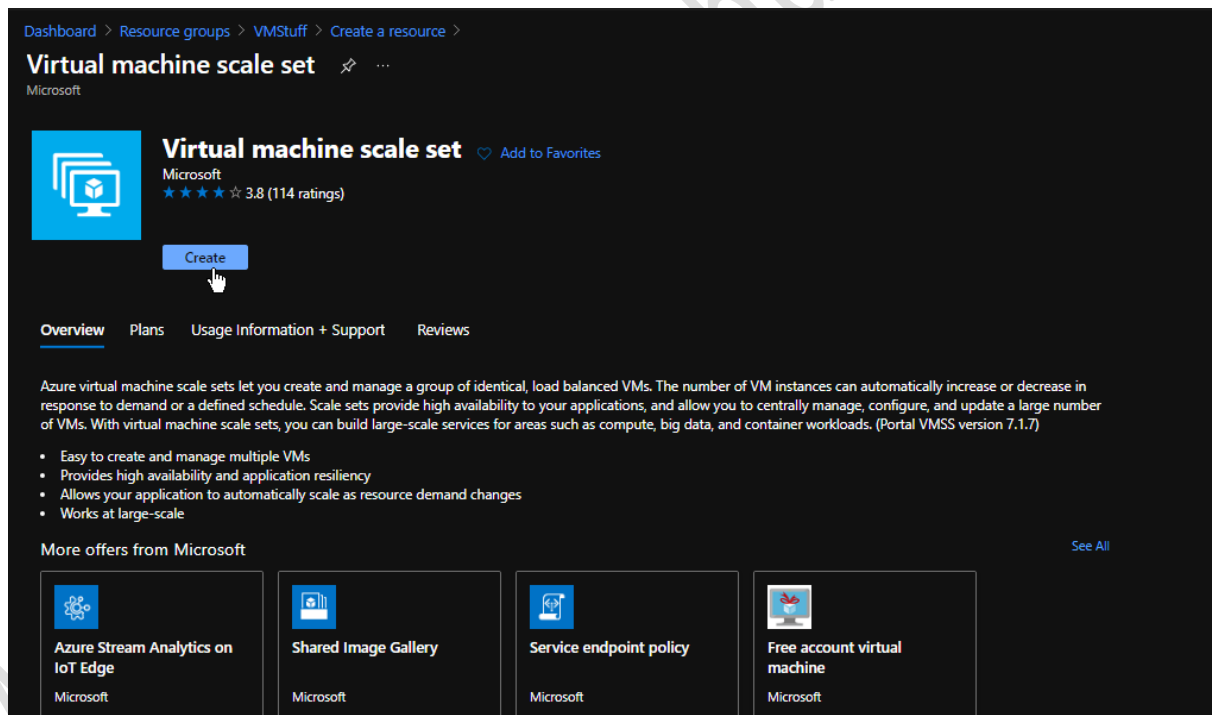 Dashboard > Resource groups > VMStuff > Create a resource >
Virtual machine scale set ...
Microsoft
Virtual machine scale set Add to Favorites
Microsoft
3.8 (114 ratings)
Create
Overview Plans Usage Information + Support Reviews
Azure virtual machine scale sets let you create and manage a group of identical, load balanced VMs. The number of VM instances can automatically increase or decrease in
response to demand or a defined schedule. Scale sets provide high availability to your applications, and allow you to centrally manage, configure, and update a large number
of VMs. With virtual machine scale sets, you can build large-scale services for areas such as compute, big data, and container workloads. (Portal VMSS version 7.1.7)
• Easy to create and manage multiple VMs
• Provides high availability and application resiliency
• Allows your application to automatically scale as resource demand changes
• Works at large-scale
More offers from Microsoft See All
Azure Stream Analytics on
IoT Edge
Microsoft
Shared Image Gallery
Microsoft
Service endpoint policy
Microsoft
Free account virtual
machine
Microsoft